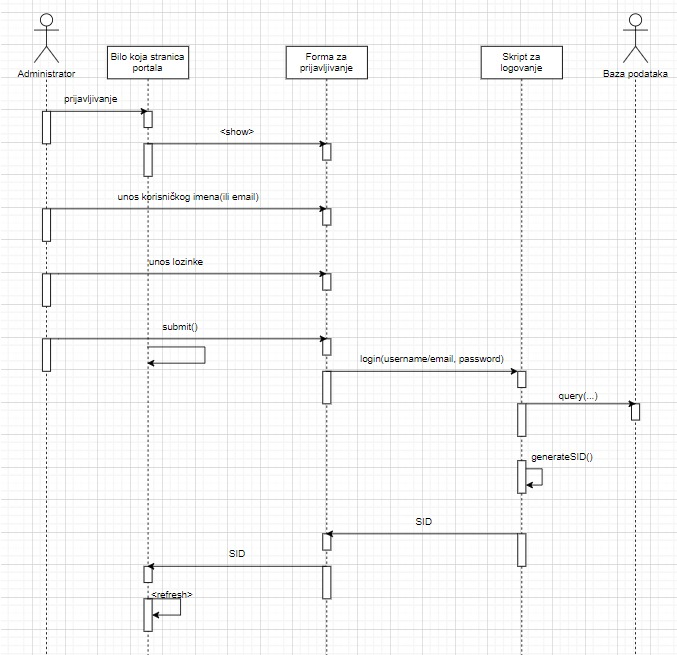 Administrator
Bilo koja stranica
portala
Forma za
prijavljivanje
Skript za
logovanje
Baza podataka
prijavljivanje
<show>
unos korisničkog imena(ili email)
unos lozinke
submit()
login(username/email, password)
query(...)
generateSID()
SID
SID
<refresh>